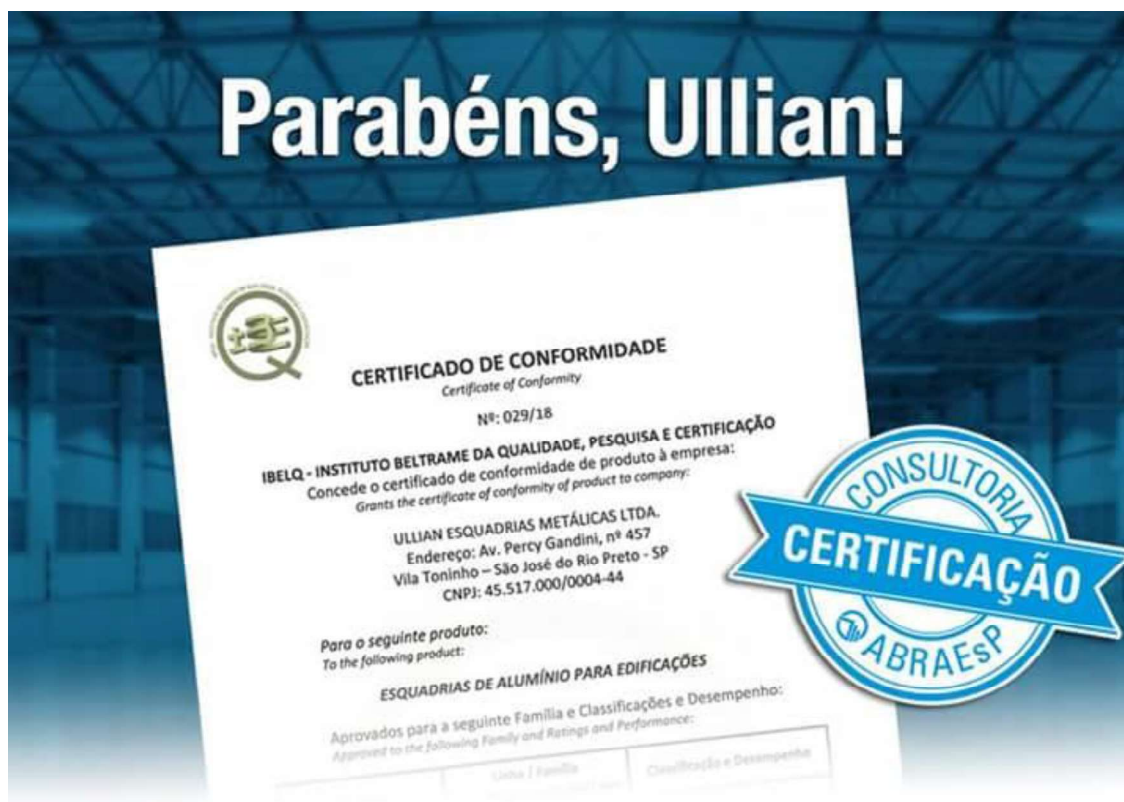 Parabéns, Ullian!
CERTIFICADO DE CONFORMIDADE
Certificate of Conformity
Nº: 029/18
IBELQ - INSTITUTO BELTRAME DA QUALIDADE, PESQUISA E CERTIFICAÇÃO
Concede o certificado de conformidade de produto à empresa:
Grants the certificate of conformity of product to company:
ULLIAN ESQUADRIAS METÁLICAS LTDA.
Endereço: Av. Percy Gandini, nº 457
Vila Toninho – São José do Rio Preto - SP
CNPJ: 45.517.000/0004-44
Para o seguinte produto:
To the following product:
ESQUADRIAS DE ALUMÍNIO PARA EDIFICAÇÕES
Aprovados para a seguinte Família e Classificações e Desempenho:
Approved to the following Family and Ratings and Performance:
Linha / Família
Classificação e Desempenho
CONSULTORIA
CERTIFICAÇÃO
ABRAEsP